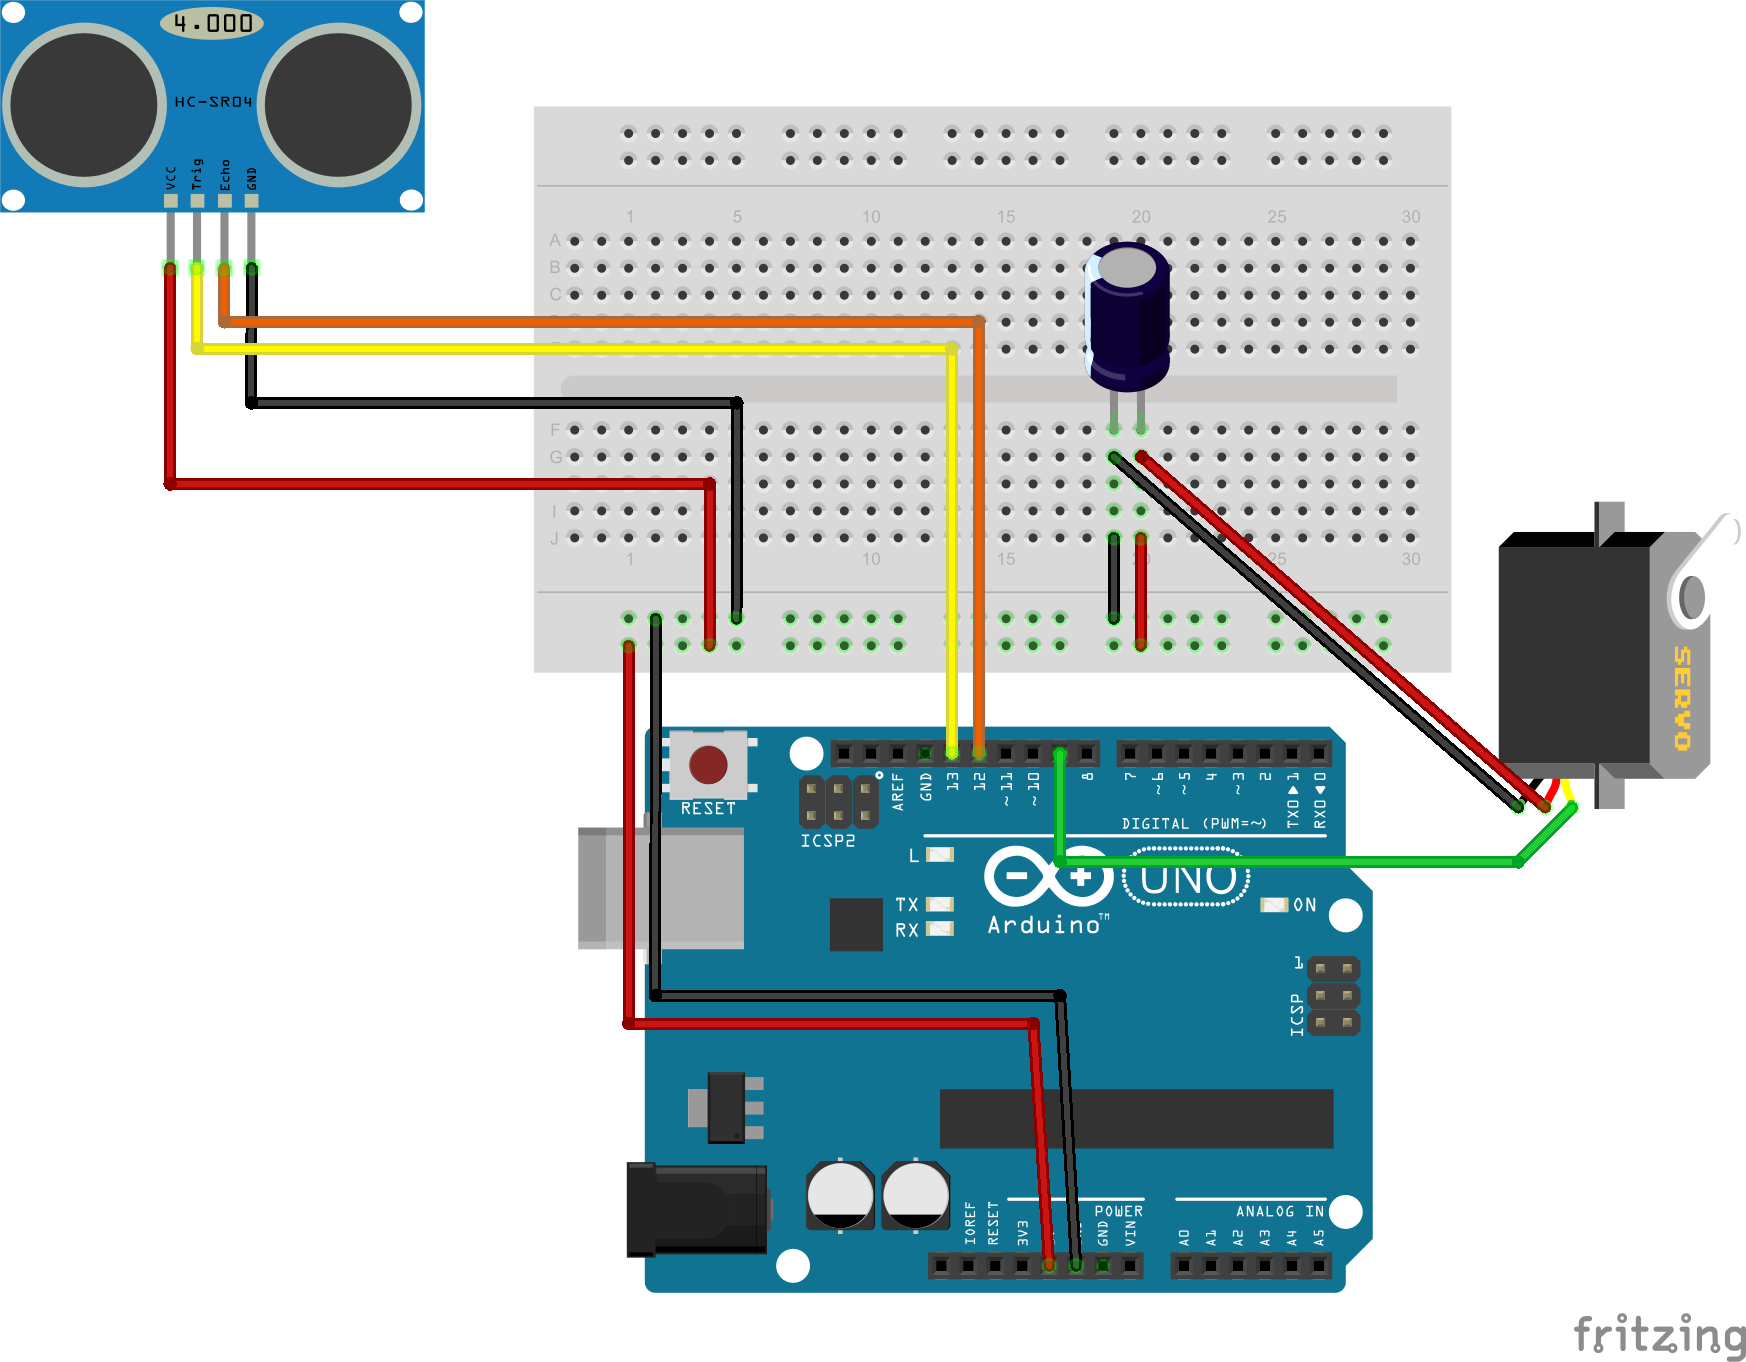 4.000
HC-SR04
VCC
Trig
Echo
GND
1 5 10 15 20 25 30
A
B
C
F
G
I
J
1 10 15 25 30
SERVO
RESET
ICSP2
AREF
GND
13
12
~11
~10
8
7
~6
~5
4
~3
2
TX0▶1
RX0◀0
DIGITAL (PWM=~)
L
TX
RX
Arduino™
UNO
ON
1
ICSP
IOREF
RESET
3V3
GND
VIN
POWER
A0
A1
A2
A3
A4
A5
ANALOG IN
fritzing